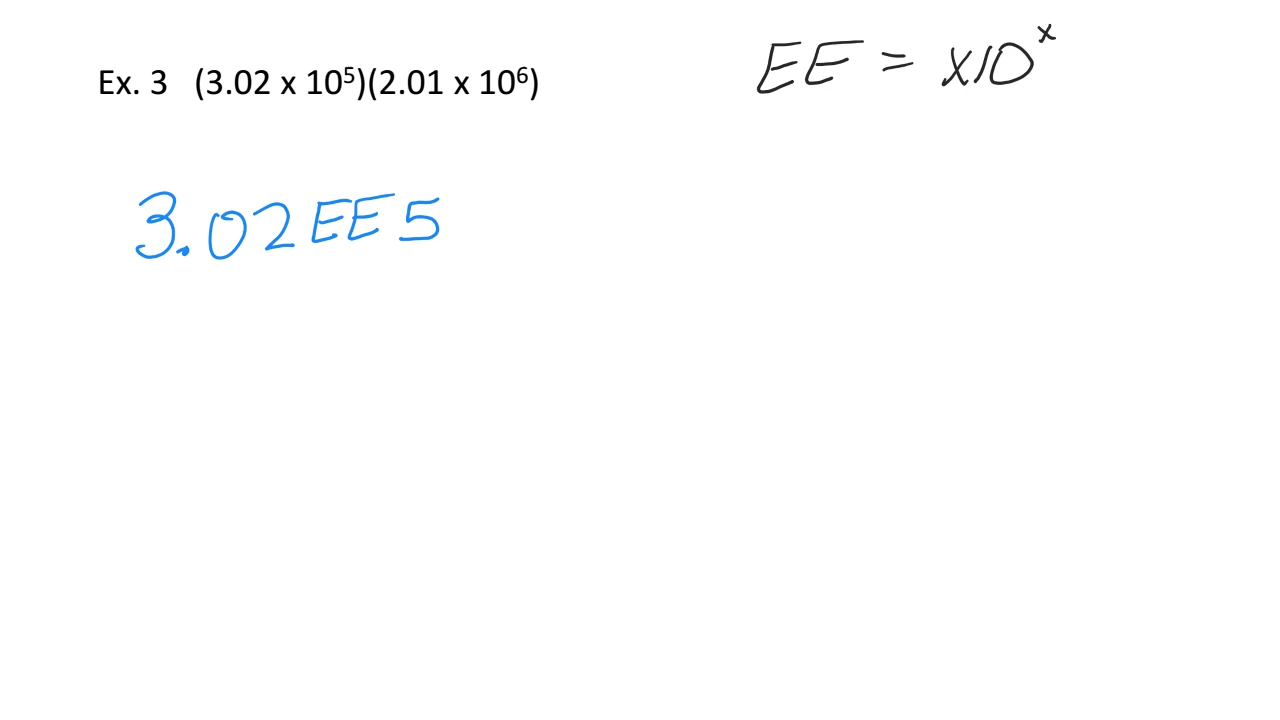 Ex. 3 (3.02 x 10⁵)(2.01 x 10⁶)
EE = x10ˣ
3.02EE5